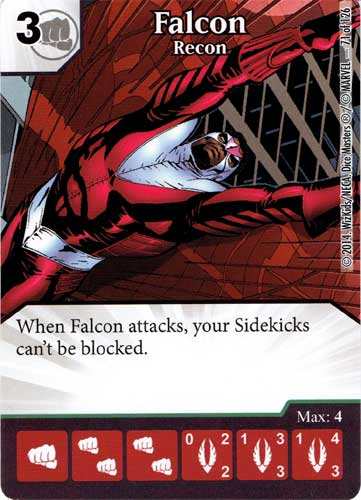 3
Falcon
Recon
© 2014. WizKids/NECA. Dice Masters ® / © MARVEL — 71 of 126
When Falcon attacks, your Sidekicks
can't be blocked.
Max: 4
0 2 2
1 3 3
1 4 3